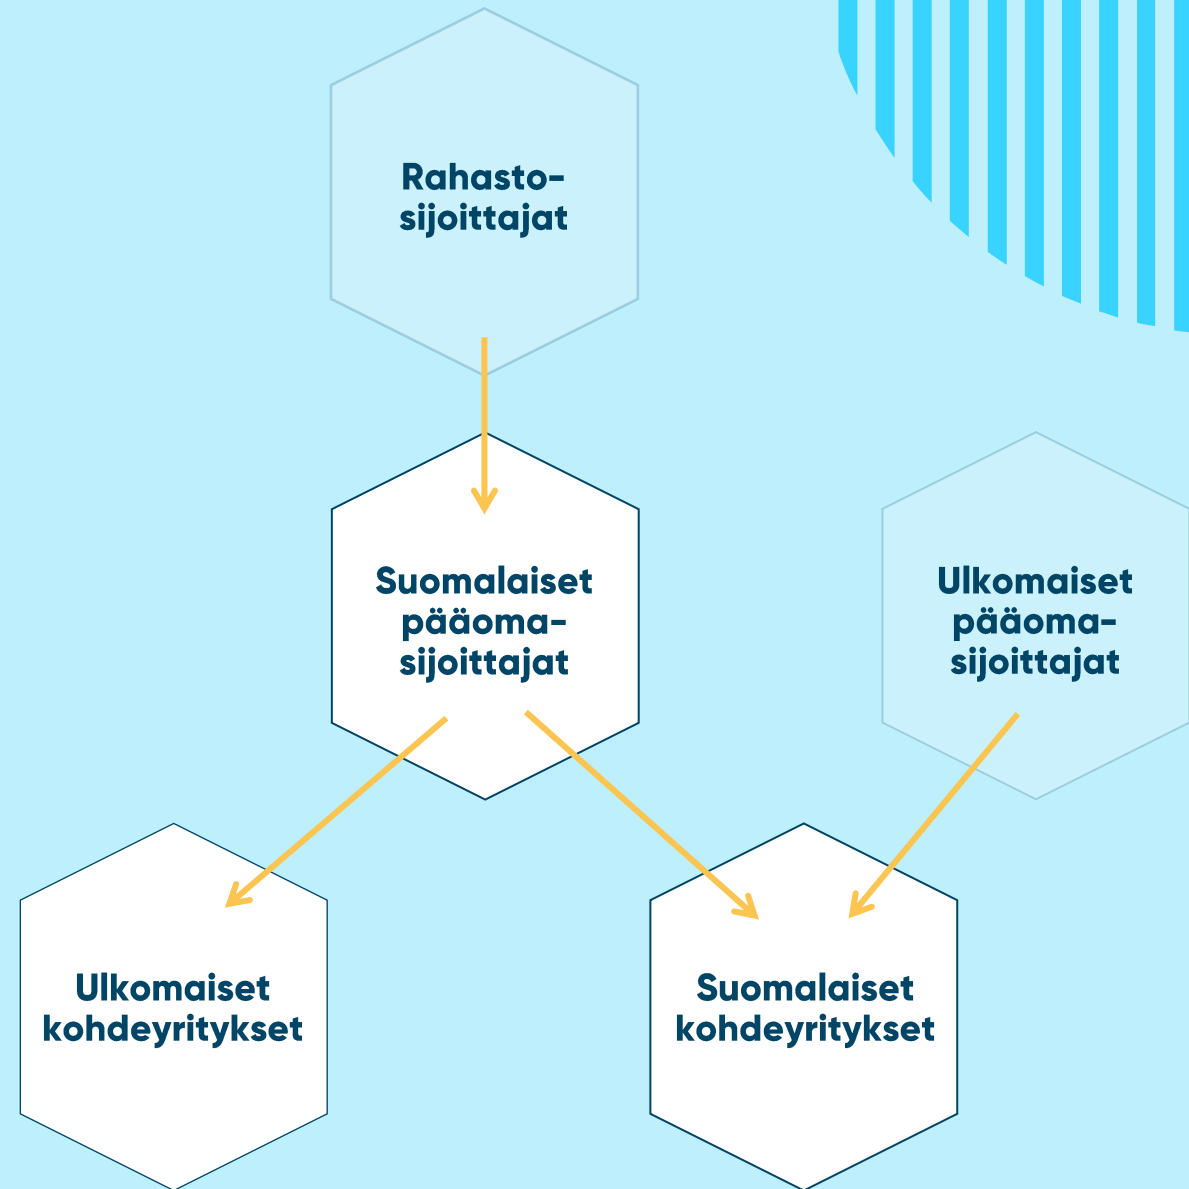 Rahasto-
sijoittajat
Suomalaiset
pääoma-
sijoittajat
Ulkomaiset
pääoma-
sijoittajat
Ulkomaiset
kohdeyritykset
Suomalaiset
kohdeyritykset